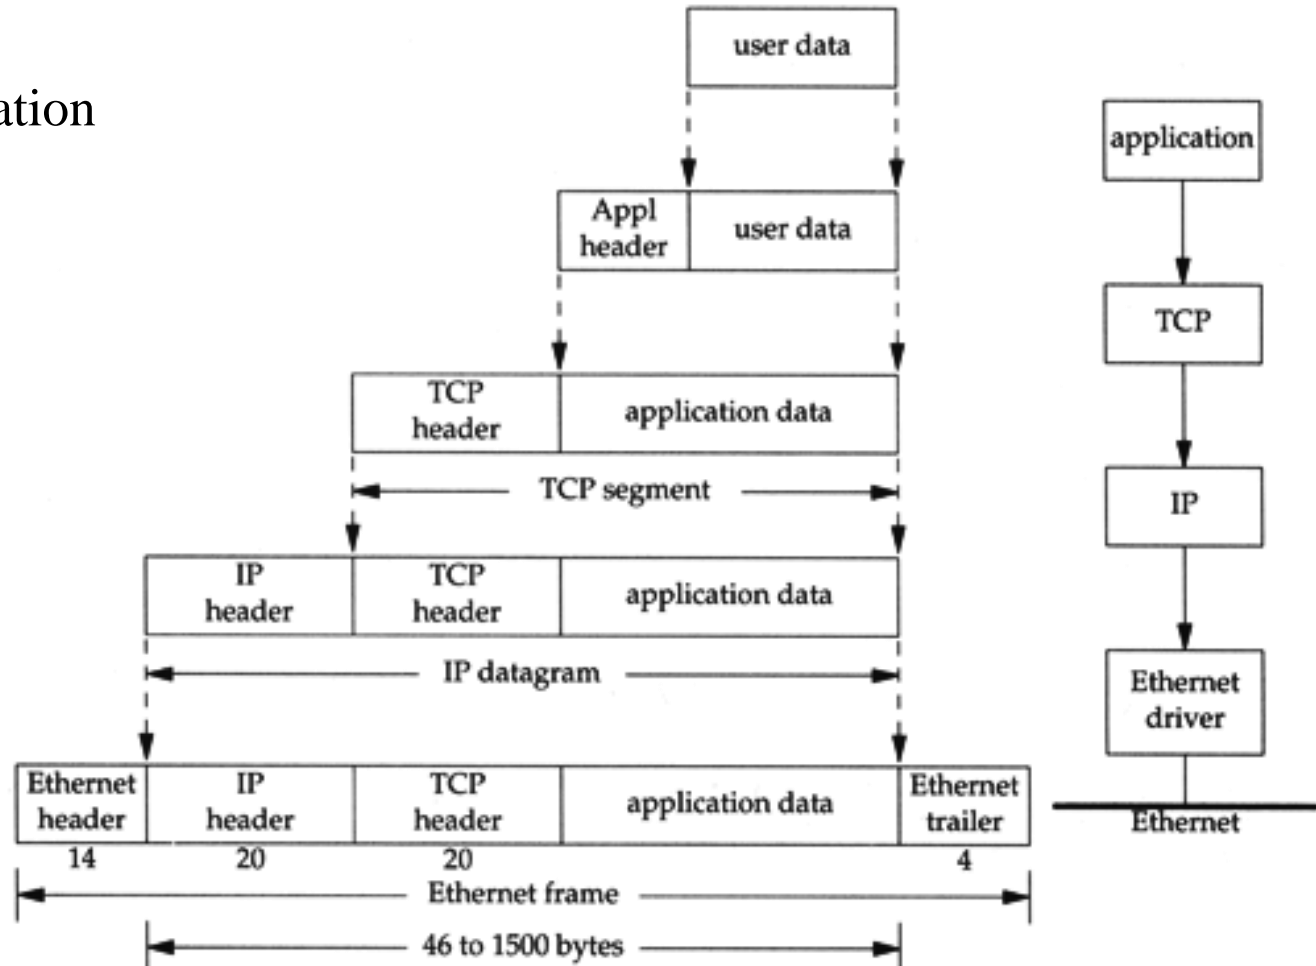 user data
ation
application
Appl
header
user data
TCP
TCP
header
application data
TCP segment
IP
IP
header
TCP
header
application data
IP datagram
Ethernet
driver
Ethernet
header
IP
header
TCP
header
application data
Ethernet
trailer
Ethernet
14
20
20
4
Ethernet frame
46 to 1500 bytes